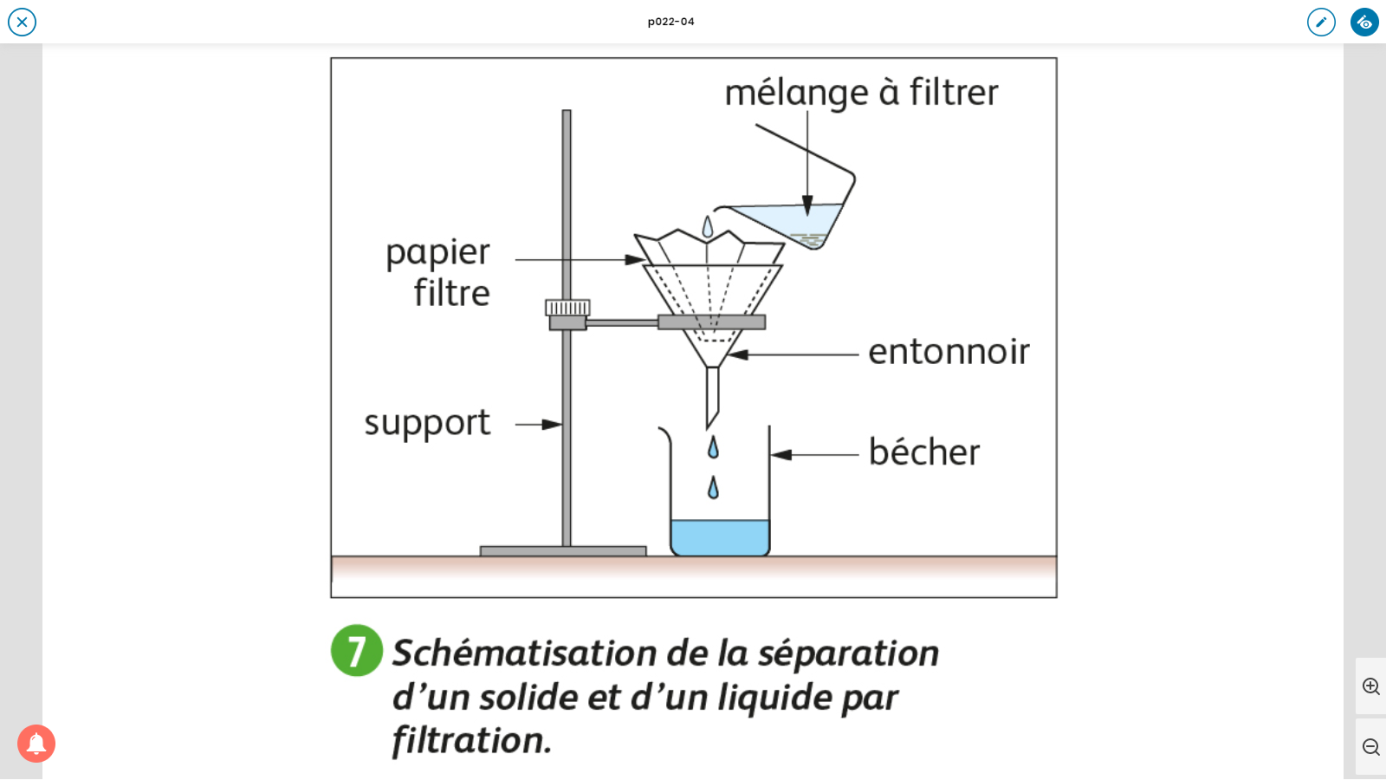 p022-04
mélange à filtrer
papier
filtre
entonnoir
support
bécher
7 Schématisation de la séparation
d’un solide et d’un liquide par
filtration.